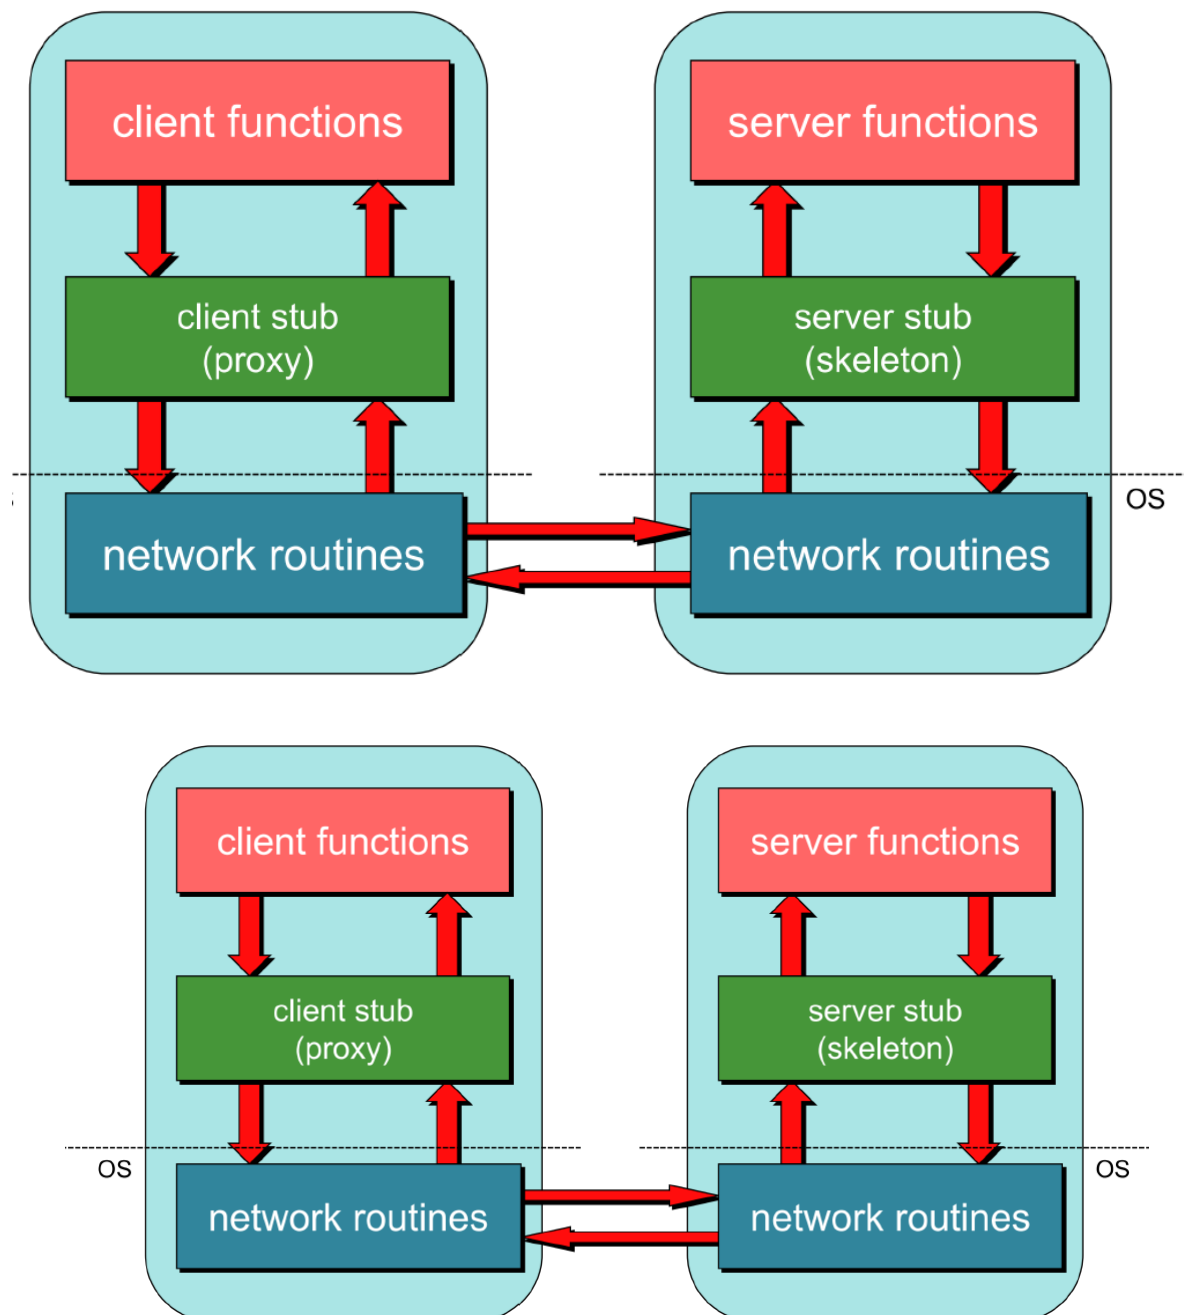 client functions
server functions
client stub
(proxy)
server stub
(skeleton)
OS
network routines
network routines
client functions
server functions
client stub
(proxy)
server stub
(skeleton)
OS
OS
network routines
network routines